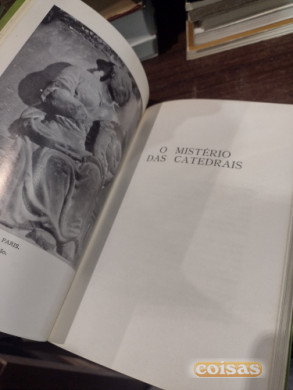 PARIS.
O MISTÉRIO
DAS CATEDRAIS
coisas